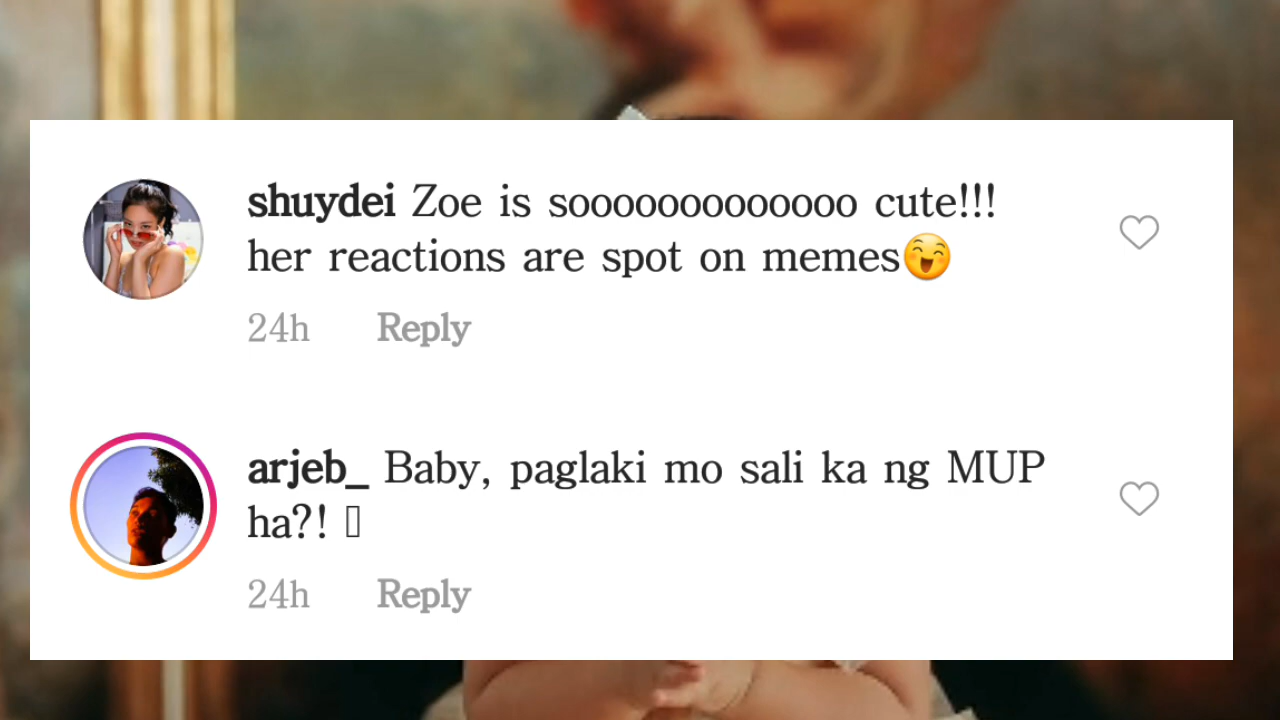 shuydei Zoe is sooooooooooooo cute!!!
her reactions are spot on memes😄
24h Reply
arjeb_ Baby, paglaki mo sali ka ng MUP
ha?! 
24h Reply